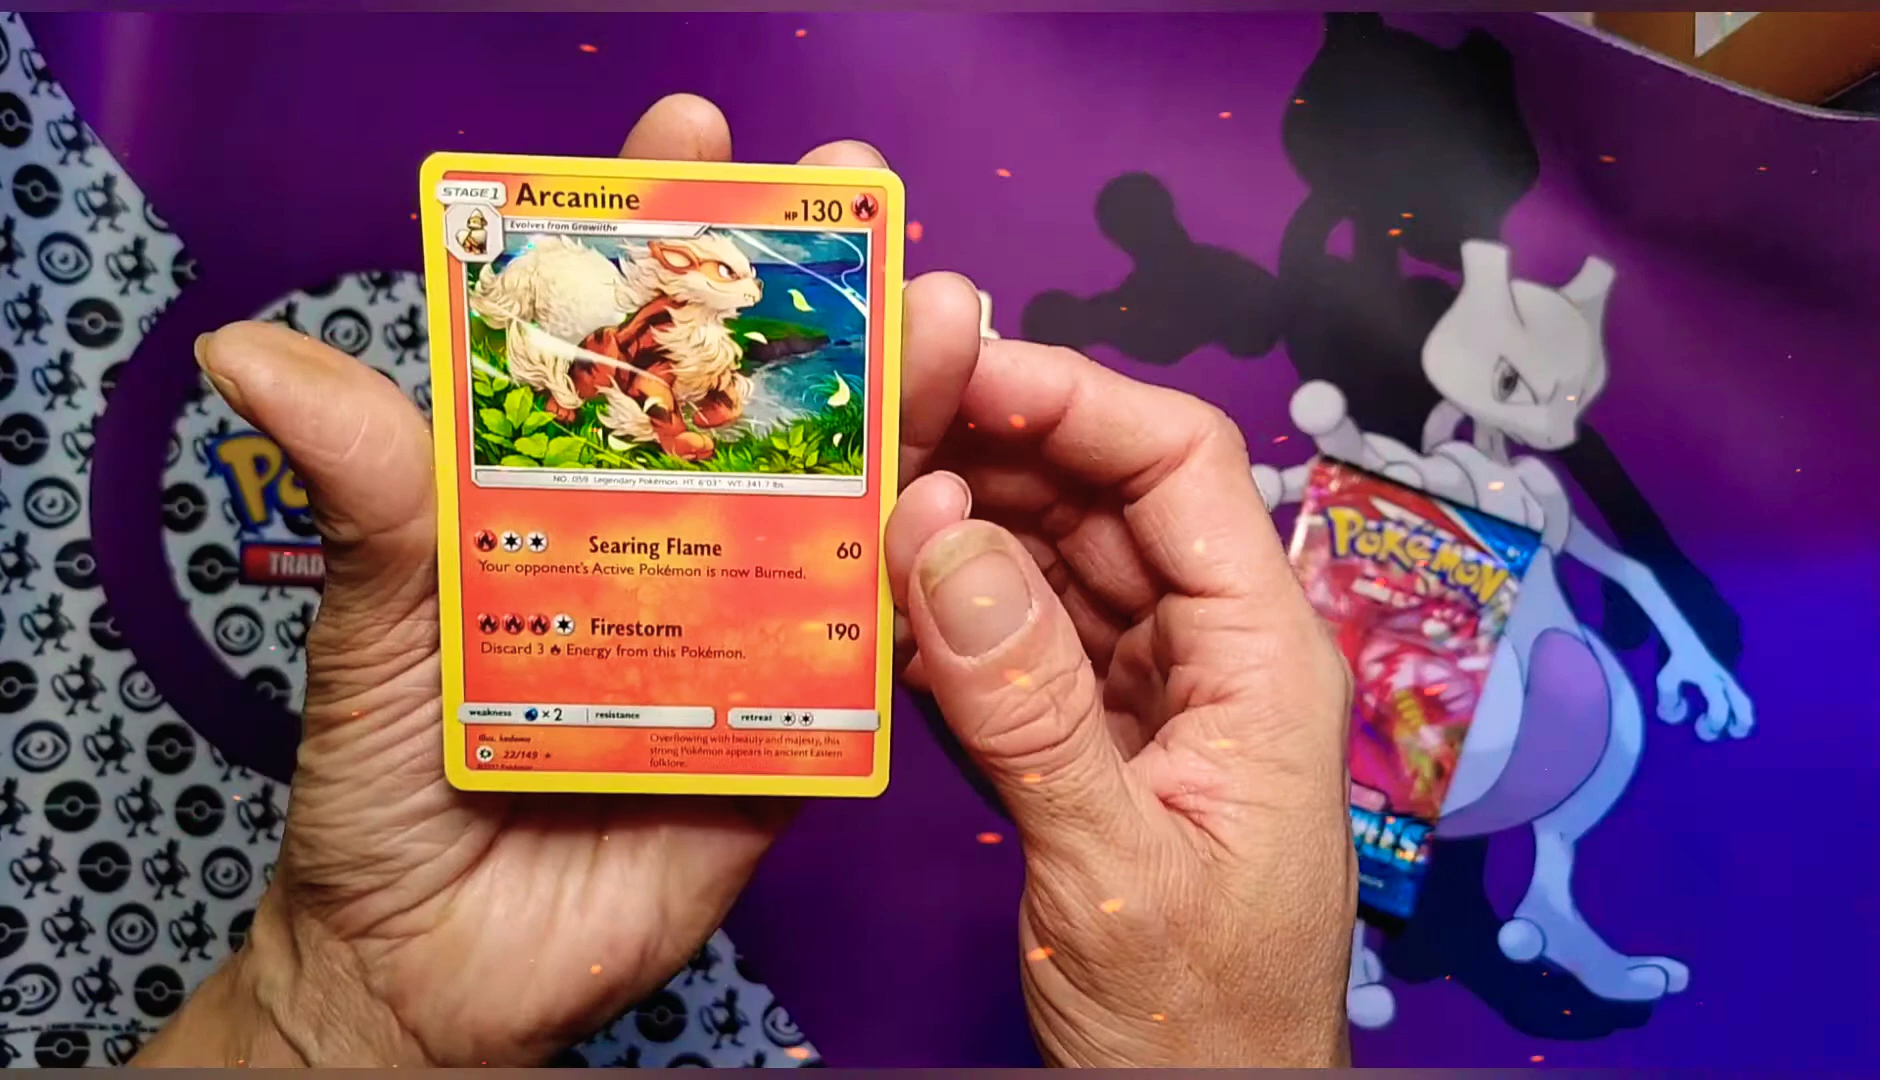 STAGE 1
Arcanine
HP 130
Evolves from Growlithe
NO. 059 Legendary Pokémon HT: 6'03" WT: 341.7 lbs
Searing Flame 60
Your opponent's Active Pokémon is now Burned.
Firestorm 190
Discard 3 Energy from this Pokémon.
weakness ×2 resistance retreat
Illus. kodama
22/149 ★
Overflowing with beauty and majesty, this
strong Pokémon appears in ancient Eastern
folklore.
TRAD
POKéMON